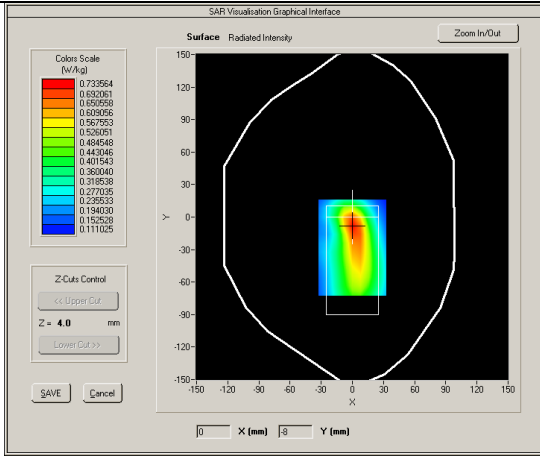 SAR Visualisation Graphical Interface
Surface Radiated Intensity
Zoom In/Out
Colors Scale
(W/kg)
0.733564
0.692061
0.650558
0.609056
0.567553
0.526051
0.484548
0.443046
0.401543
0.360040
0.318538
0.277035
0.235533
0.194030
0.152528
0.111025
Z-Cuts Control
<< Upper Cut
Z = 4.0 mm
Lower Cut >>
SAVE Cancel
150
120
90
60
30
0
-30
-60
-90
-120
-150
Y
-150 -120 -90 -60 -30 0 30 60 90 120 150
X
0 X (mm) -8 Y (mm)